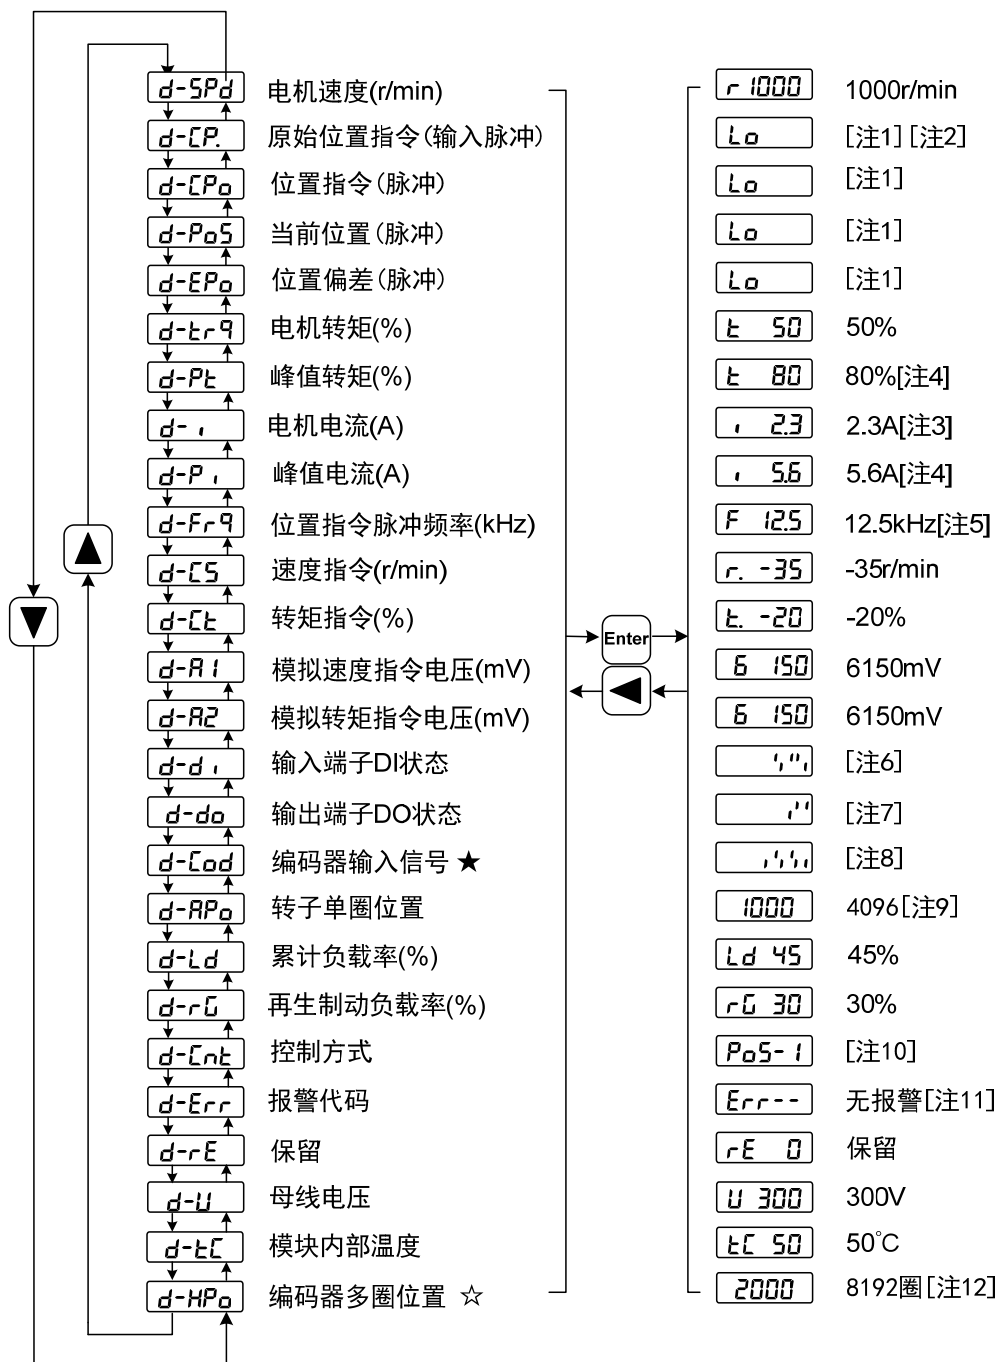 d-SPd 电机速度(r/min) r 1000 1000r/min
d-CP. 原始位置指令(输入脉冲) Lo [注1] [注2]
d-CPo 位置指令(脉冲) Lo [注1]
d-PoS 当前位置(脉冲) Lo [注1]
d-EPo 位置偏差(脉冲) Lo [注1]
d-trq 电机转矩(%) t 50 50%
d-Pt 峰值转矩(%) t 80 80%[注4]
d-i 电机电流(A) i 2.3 2.3A[注3]
d-Pi 峰值电流(A) i 5.6 5.6A[注4]
d-Frq 位置指令脉冲频率(kHz) F 12.5 12.5kHz[注5]
d-CS 速度指令(r/min) r. -35 -35r/min
d-Ct 转矩指令(%) t. -20 -20%
Enter
d-A1 模拟速度指令电压(mV) 6 150 6150mV
d-A2 模拟转矩指令电压(mV) 6 150 6150mV
d-di 输入端子DI状态 [注6]
d-do 输出端子DO状态 [注7]
d-Cod 编码器输入信号 ★ [注8]
d-APo 转子单圈位置 1000 4096[注9]
d-Ld 累计负载率(%) Ld 45 45%
d-rG 再生制动负载率(%) rG 30 30%
d-Cnt 控制方式 PoS-1 [注10]
d-Err 报警代码 Err-- 无报警[注11]
d-rE 保留 rE 0 保留
d-U 母线电压 U 300 300V
d-tC 模块内部温度 tC 50 50℃
d-HPo 编码器多圈位置 ☆ 2000 8192圈[注12]